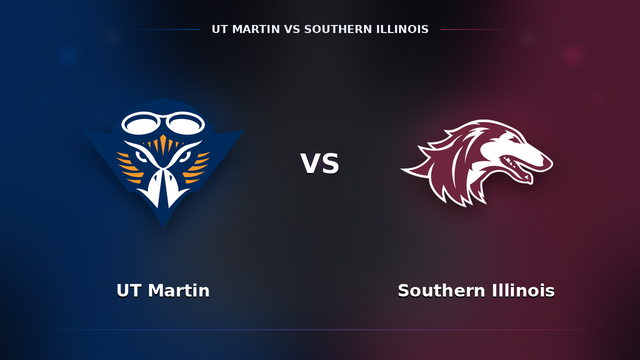 UT MARTIN VS SOUTHERN ILLINOIS
VS
UT Martin
Southern Illinois